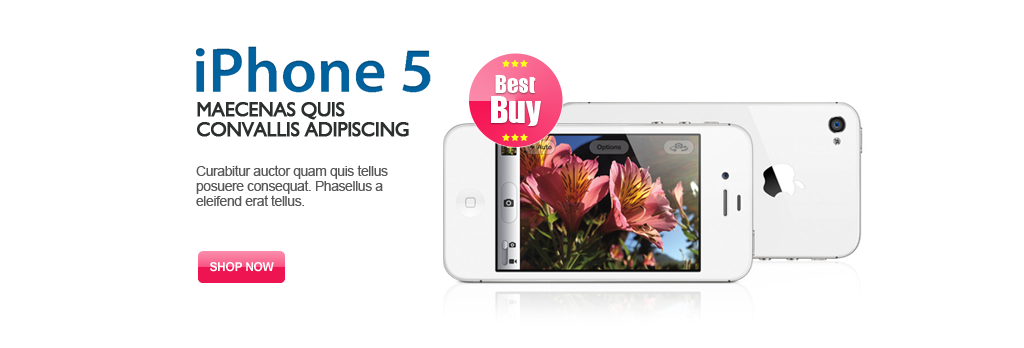 iPhone 5
MAECENAS QUIS
CONVALLIS ADIPISCING
Curabitur auctor quam quis tellus
posuere consequat. Phasellus a
eleifend erat tellus.
SHOP NOW
Best
Buy
Auto
Options